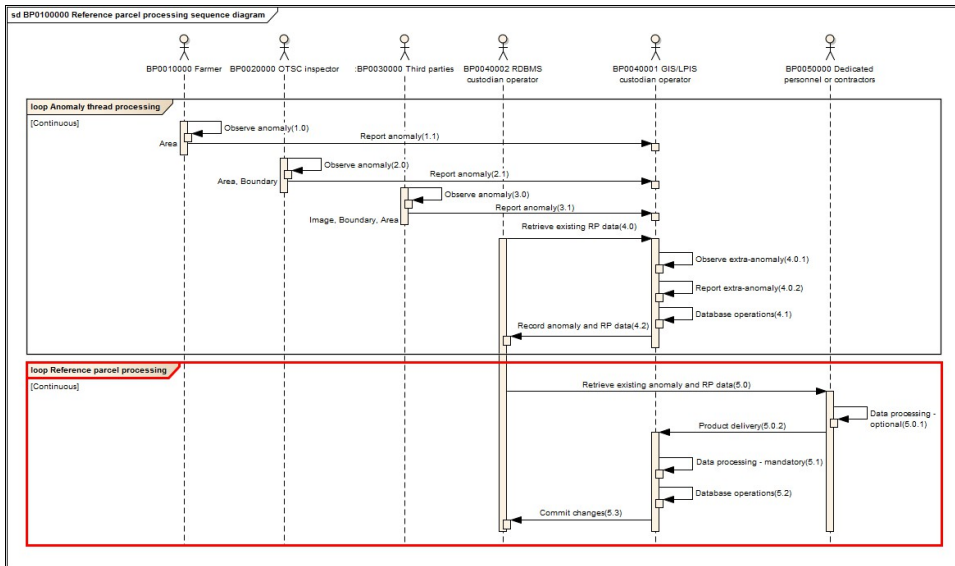 sd BP0100000 Reference parcel processing sequence diagram
BP0010000 Farmer
BP0020000 OTSC inspector
:BP0030000 Third parties
BP0040002 RDBMS
custodian operator
BP0040001 GIS/LPIS
custodian operator
BP0050000 Dedicated
personnel or contractors
loop Anomaly thread processing
[Continuous]
Observe anomaly(1.0)
Report anomaly(1.1)
Area
Observe anomaly(2.0)
Report anomaly(2.1)
Area, Boundary
Observe anomaly(3.0)
Report anomaly(3.1)
Image, Boundary, Area
Retrieve existing RP data(4.0)
Observe extra-anomaly(4.0.1)
Report extra-anomaly(4.0.2)
Database operations(4.1)
Record anomaly and RP data(4.2)
loop Reference parcel processing
[Continuous]
Retrieve existing anomaly and RP data(5.0)
Data processing -
optional(5.0.1)
Product delivery(5.0.2)
Data processing - mandatory(5.1)
Database operations(5.2)
Commit changes(5.3)